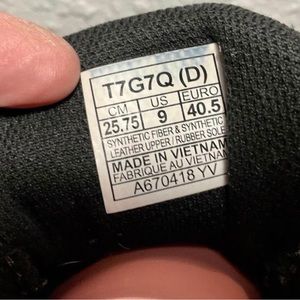 T7G7Q (D)
CM US EURO
25.75 9 40.5
SYNTHETIC FIBER & SYNTHETIC
LEATHER UPPER / RUBBER SOLE
MADE IN VIETNAM
FABRIQUE AU VIETNAM
A670418 YV